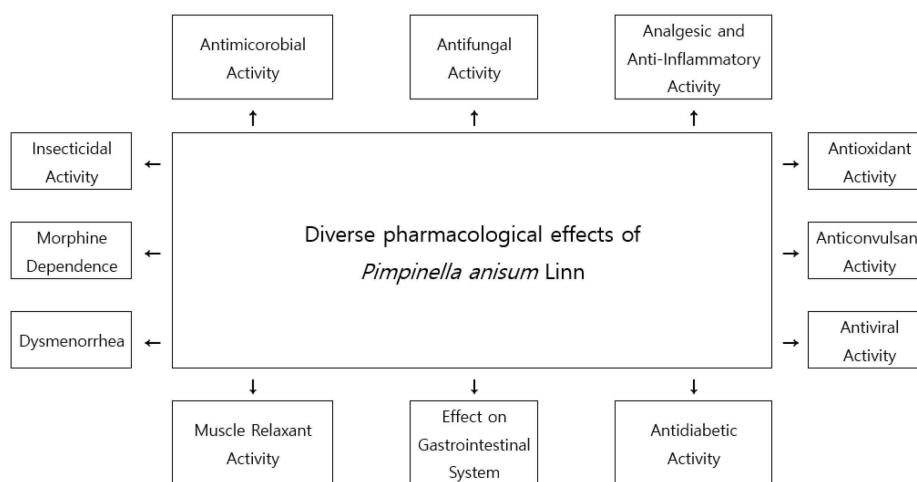 Antimicorobial
Activity
Antifungal
Activity
Analgesic and
Anti-Inflammatory
Activity
Insecticidal
Activity
Antioxidant
Activity
Diverse pharmacological effects of
Pimpinella anisum Linn
Morphine
Dependence
Anticonvulsan
Activity
Dysmenorrhea
Antiviral
Activity
Muscle Relaxant
Activity
Effect on
Gastrointestinal
System
Antidiabetic
Activity